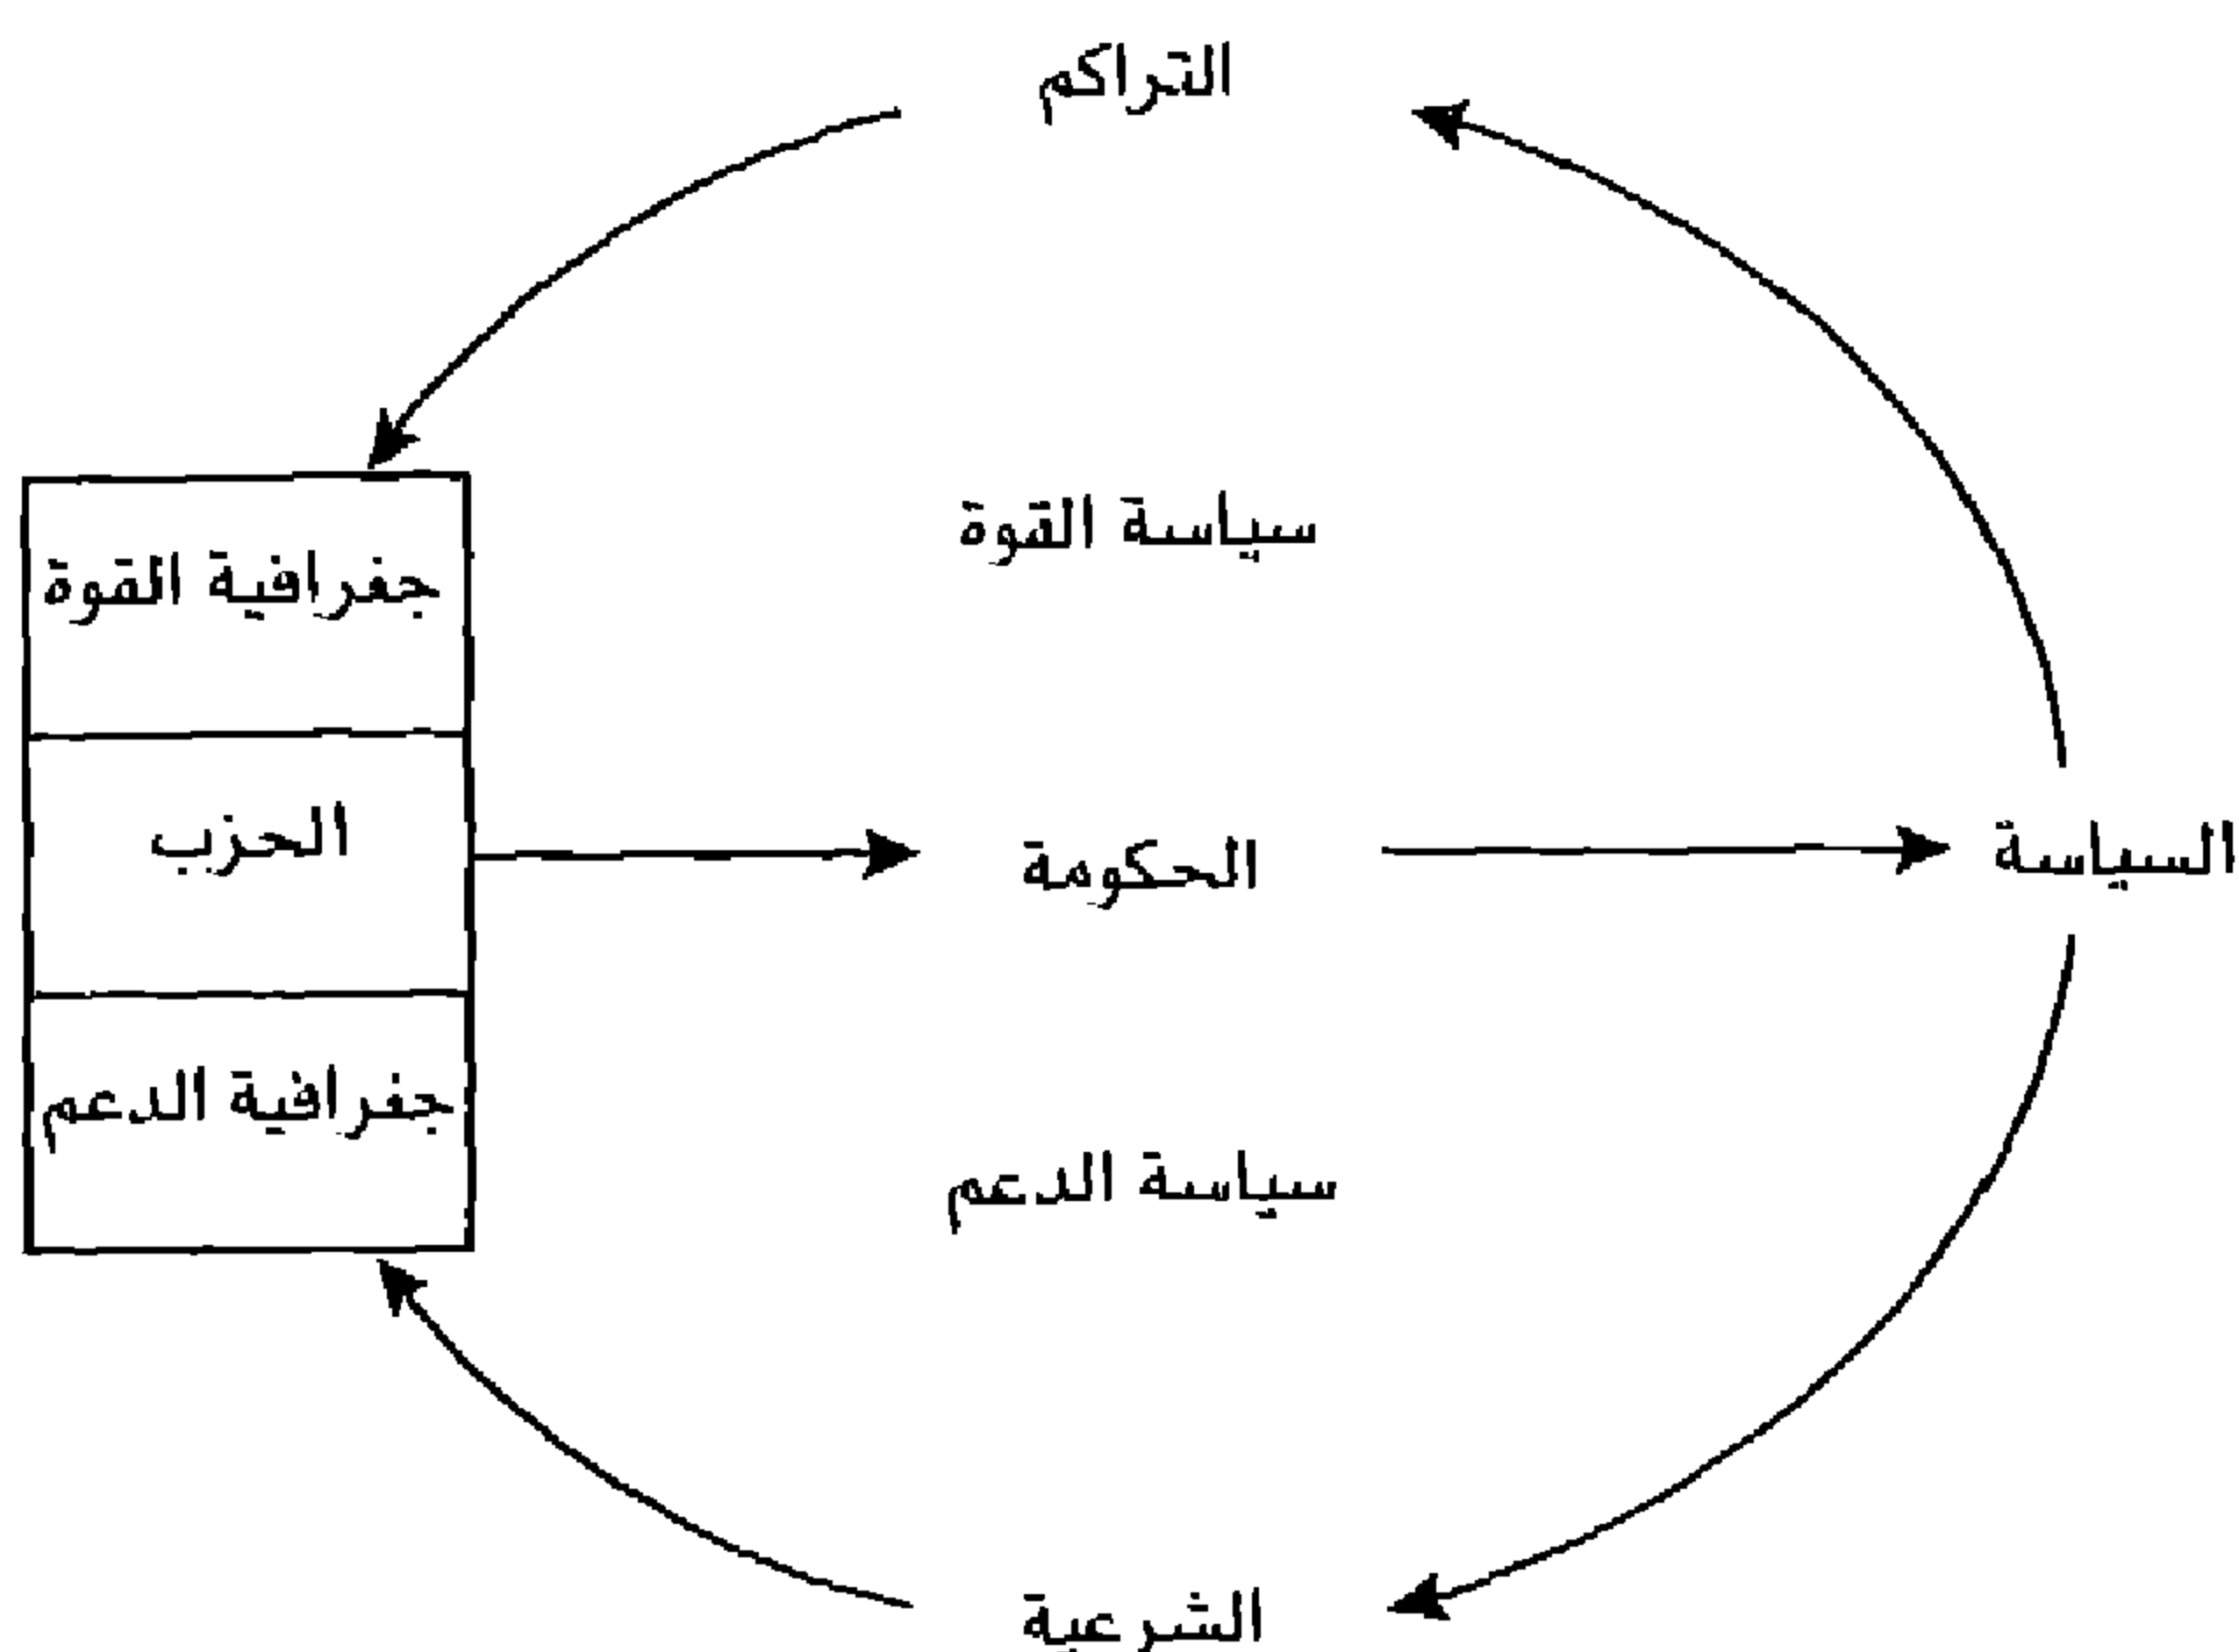 التراكم
سياسة القوة
جغرافية القوة
الحزب
الحكومة
السياسة
جغرافية الدعم
سياسة الدعم
الشرعية